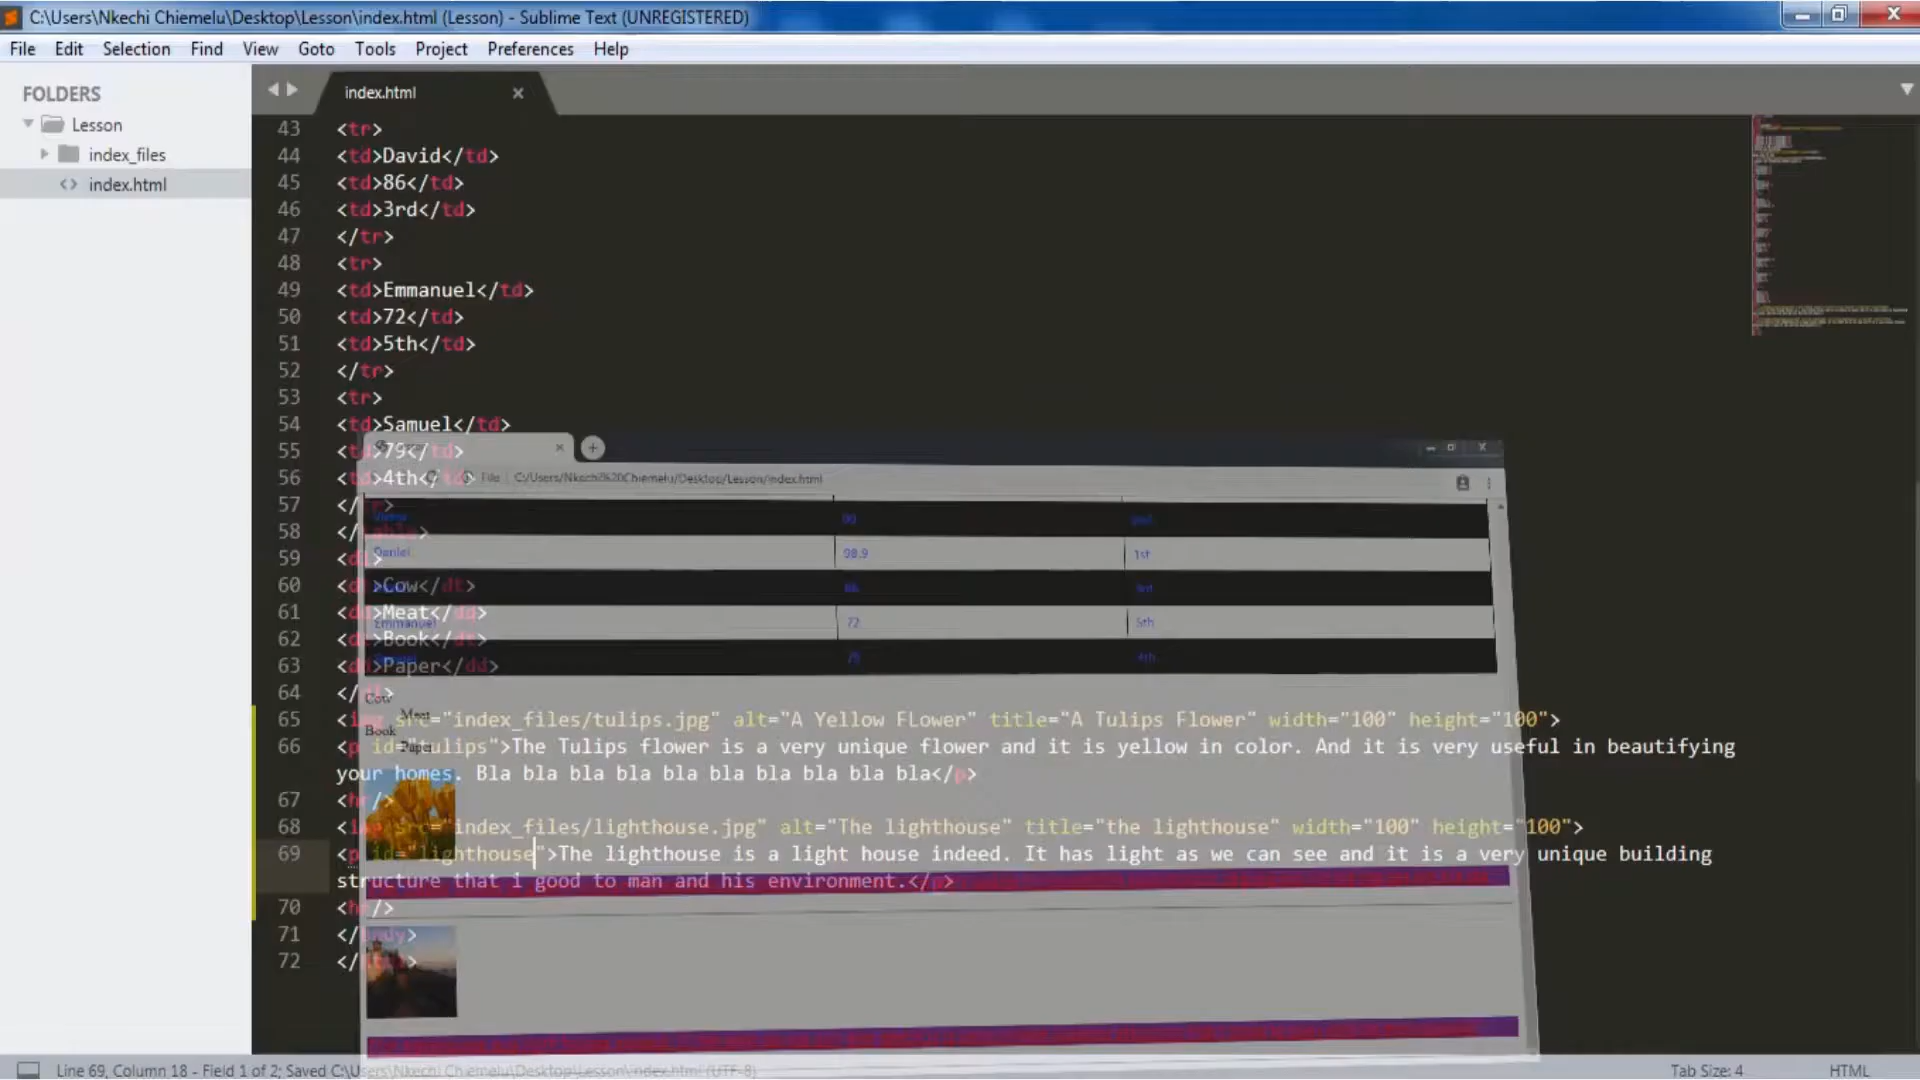 C:\Users\Nkechi Chiemelu\Desktop\Lesson\index.html (Lesson) - Sublime Text (UNREGISTERED)
File Edit Selection Find View Goto Tools Project Preferences Help
FOLDERS
Lesson
index_files
index.html
index.html
43 <tr>
44 <td>David</td>
45 <td>86</td>
46 <td>3rd</td>
47 </tr>
48 <tr>
49 <td>Emmanuel</td>
50 <td>72</td>
51 <td>5th</td>
52 </tr>
53 <tr>
54 <td>Samuel</td>
55 <td>79</td>
56 <td>4th</td>
57 </tr>
58 </table>
59 <dl>
60 <dt>Cow</dt>
61 <dd>Meat</dd>
62 <dt>Book</dt>
63 <dd>Paper</dd>
64 </dl>
65 <img src="index_files/tulips.jpg" alt="A Yellow FLower" title="A Tulips Flower" width="100" height="100">
66 <p id="tulips">The Tulips flower is a very unique flower and it is yellow in color. And it is very useful in beautifying
your homes. Bla bla bla bla bla bla bla bla bla bla</p>
67 <hr/>
68 <img src="index_files/lighthouse.jpg" alt="The lighthouse" title="the lighthouse" width="100" height="100">
69 <p id="lighthouse">The lighthouse is a light house indeed. It has light as we can see and it is a very unique building
structure that i good to man and his environment.</p>
70 <hr/>
71 </body>
72 </html>
File C:/Users/Nkechi%20Chiemelu/Desktop/Lesson/index.html
Daniel 98.9 1st
86 3rd
Emmanuel 72 5th
79 4th
Cow
Meat
Book
Paper
Line 69, Column 18 - Field 1 of 2; Saved C:\Users\Nkechi Chiemelu\Desktop\Lesson\index.html (UTF-8)
Tab Size: 4
HTML